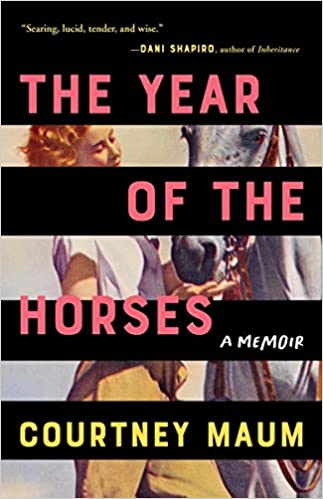 “Searing, lucid, tender, and wise.”
—DANI SHAPIRO, author of Inheritance
THE YEAR
OF THE
HORSES
A MEMOIR
COURTNEY MAUM